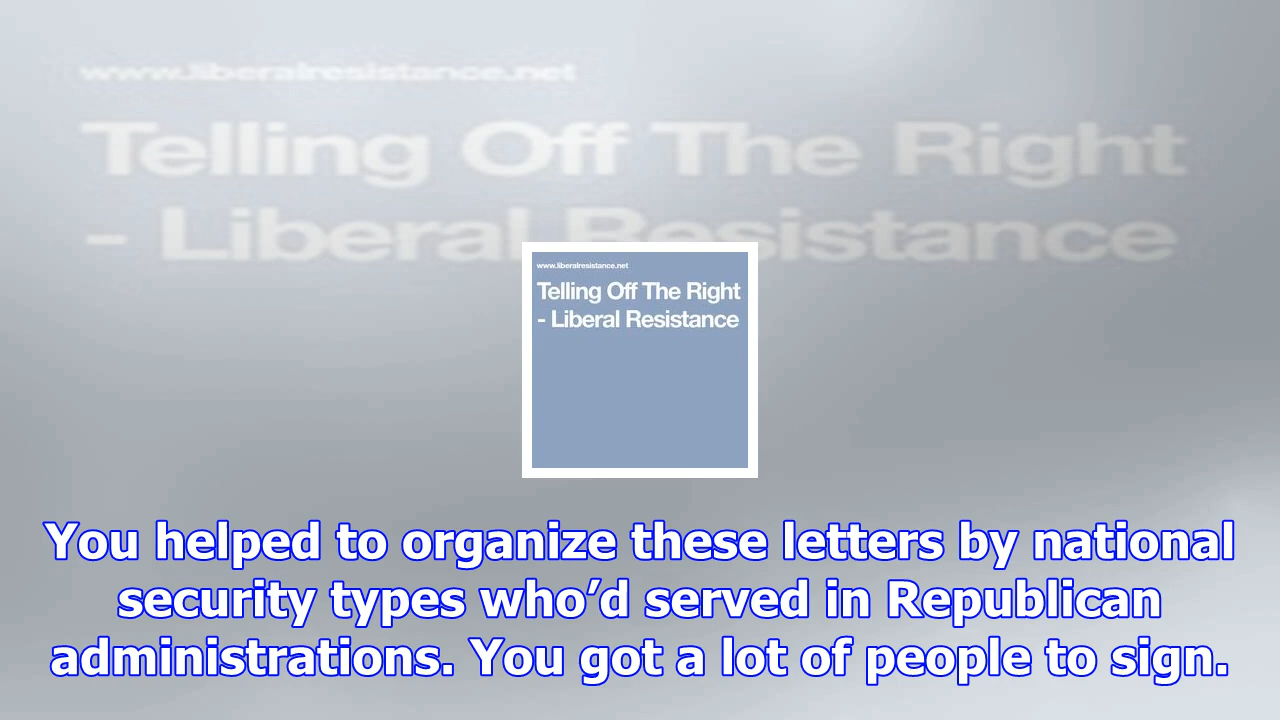 www.liberalresistance.net
Telling Off The Right
- Liberal Resistance
www.liberalresistance.net
Telling Off The Right
- Liberal Resistance
You helped to organize these letters by national
security types who’d served in Republican
administrations. You got a lot of people to sign.